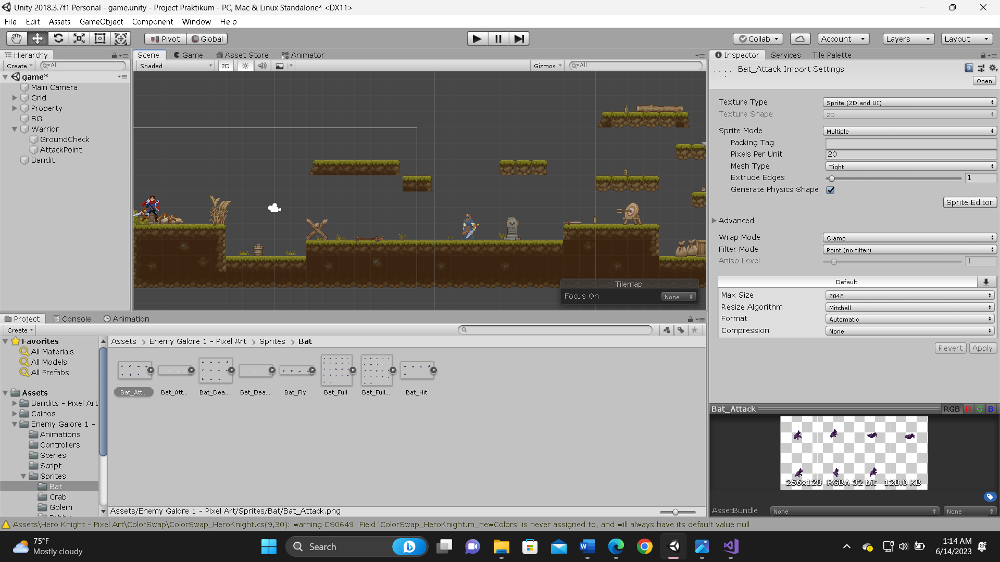 Unity 2018.3.7f1 Personal - game.unity - Project Praktikum - PC, Mac & Linux Standalone* <DX11>
File Edit Assets GameObject Component Window Help
Pivot Global Collab Account Layers Layout
Hierarchy
Create All
game*
Main Camera
Grid
Property
BG
Warrior
GroundCheck
AttackPoint
Bandit
Scene Game Asset Store Animator
Shaded 2D Gizmos All
RIP
Tilemap
Focus On None
Inspector Services Tile Palette
Bat_Attack Import Settings
Open
Texture Type Sprite (2D and UI)
Texture Shape 2D
Sprite Mode Multiple
Packing Tag
Pixels Per Unit 20
Mesh Type Tight
Extrude Edges 1
Generate Physics Shape
Sprite Editor
Advanced
Wrap Mode Clamp
Filter Mode Point (no filter)
Aniso Level 1
Default
Max Size 2048
Resize Algorithm Mitchell
Format Automatic
Compression None
Revert Apply
Bat_Attack RGB R G B
256x128 RGBA 32 bit 128.0 KB
AssetBundle None None
Project Console Animation
Create
Favorites
All Materials
All Models
All Prefabs
Assets
Bandits - Pixel Art
Cainos
Enemy Galore 1 -
Animations
Controllers
Scenes
Script
Sprites
Bat
Crab
Golem
Assets Enemy Galore 1 - Pixel Art Sprites Bat
Bat_Att... Bat_Att... Bat_Dea... Bat_Dea... Bat_Fly Bat_Full Bat_Full... Bat_Hit
Assets/Enemy Galore 1 - Pixel Art/Sprites/Bat/Bat_Attack.png
Assets\Hero Knight - Pixel Art\ColorSwap\ColorSwap_HeroKnight.cs(9,30): warning CS0649: Field 'ColorSwap_HeroKnight.m_newColors' is never assigned to, and will always have its default value null
75°F
Mostly cloudy
Search
1:14 AM
6/14/2023